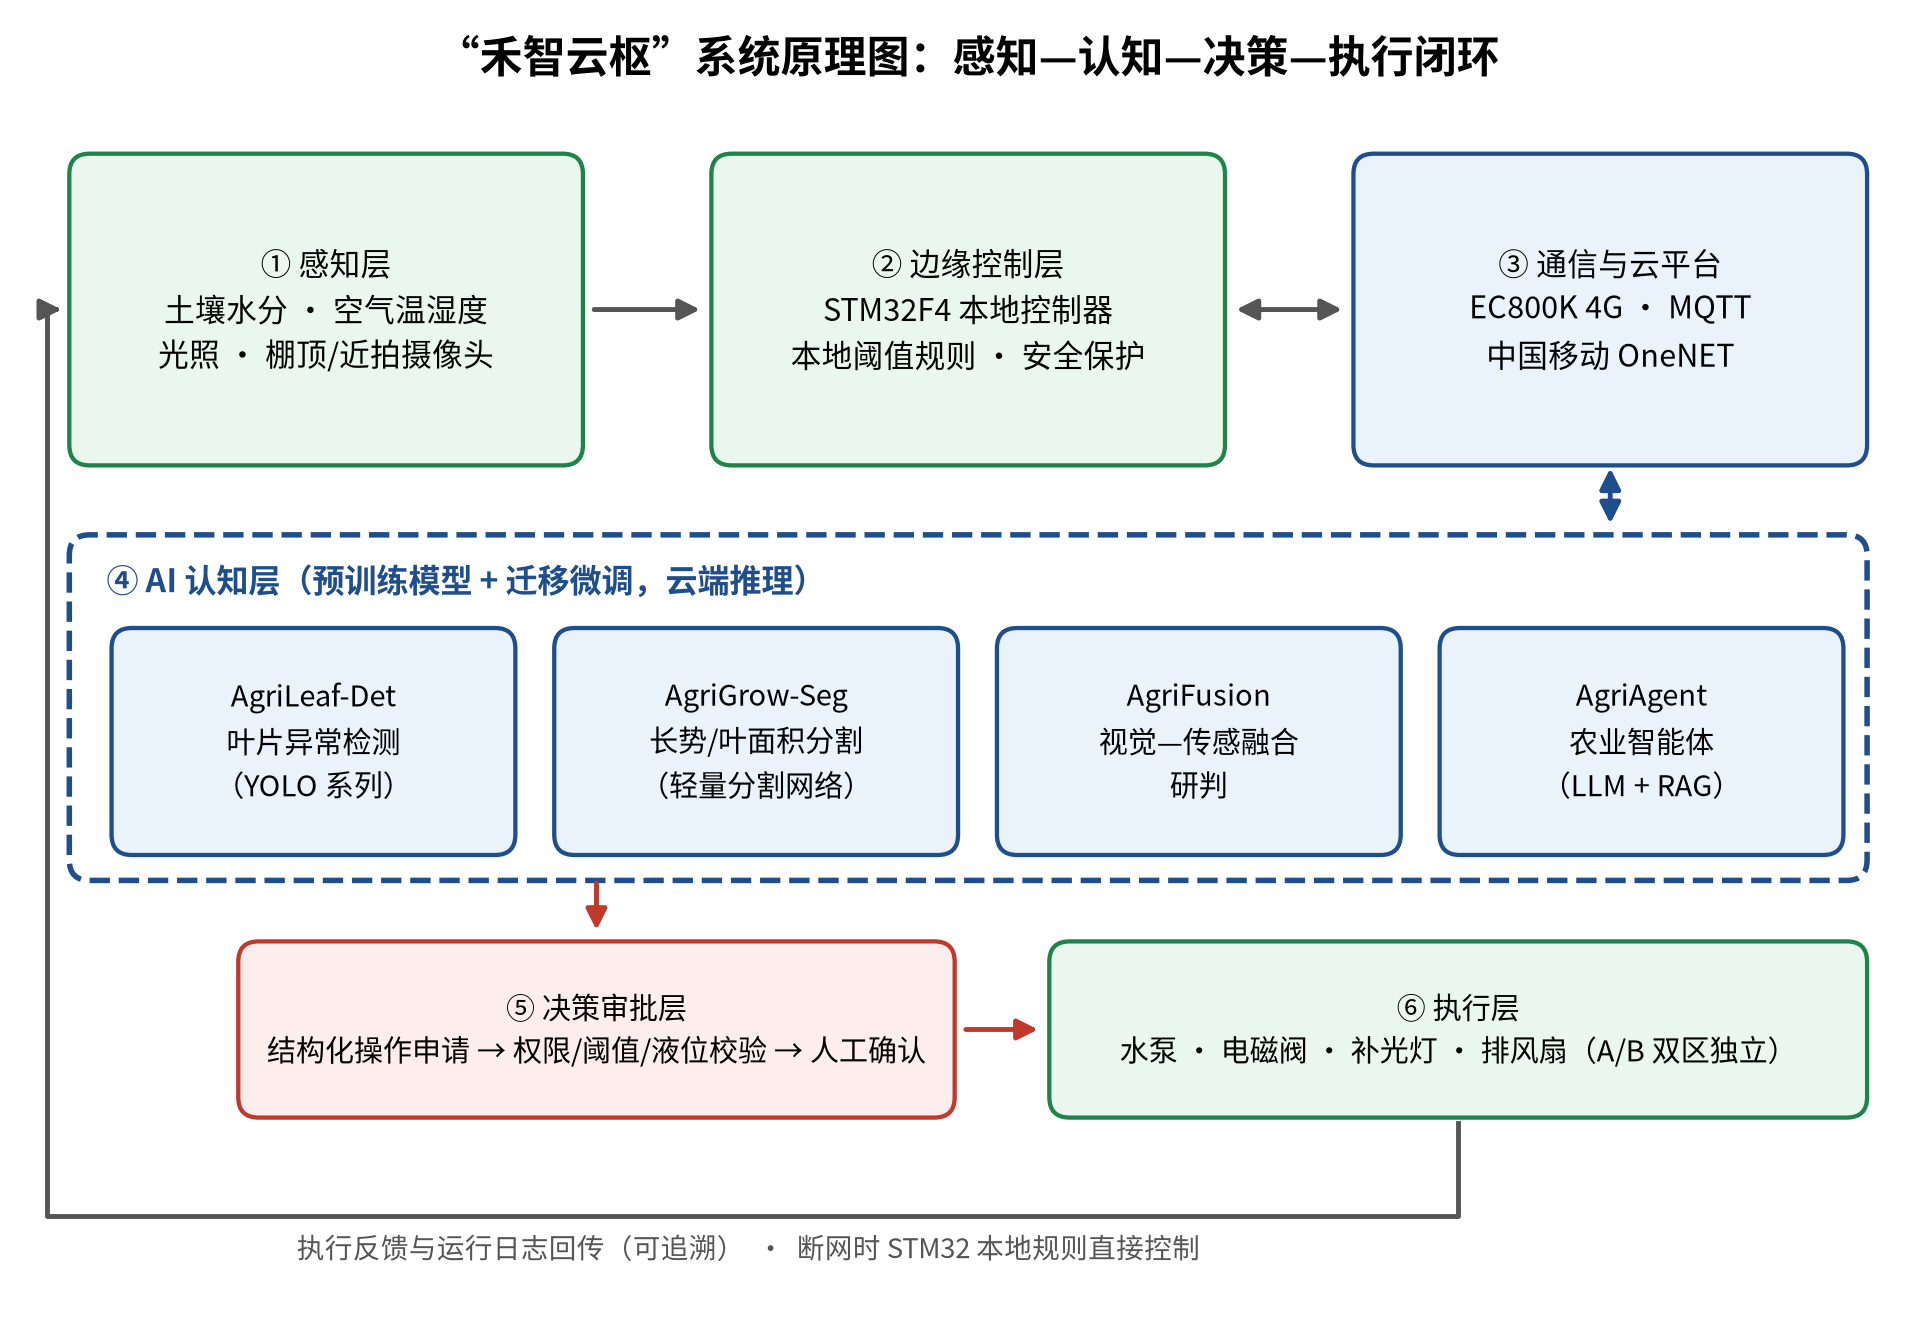 “禾智云枢”系统原理图：感知—认知—决策—执行闭环
① 感知层
土壤水分 · 空气温湿度
光照 · 棚顶/近拍摄像头
② 边缘控制层
STM32F4 本地控制器
本地阈值规则 · 安全保护
③ 通信与云平台
EC800K 4G · MQTT
中国移动 OneNET
④ AI 认知层（预训练模型 + 迁移微调，云端推理）
AgriLeaf-Det
叶片异常检测
（YOLO 系列）
AgriGrow-Seg
长势/叶面积分割
（轻量分割网络）
AgriFusion
视觉—传感融合
研判
AgriAgent
农业智能体
（LLM + RAG）
⑤ 决策审批层
结构化操作申请 → 权限/阈值/液位校验 → 人工确认
⑥ 执行层
水泵 · 电磁阀 · 补光灯 · 排风扇（A/B 双区独立）
执行反馈与运行日志回传（可追溯） · 断网时 STM32 本地规则直接控制